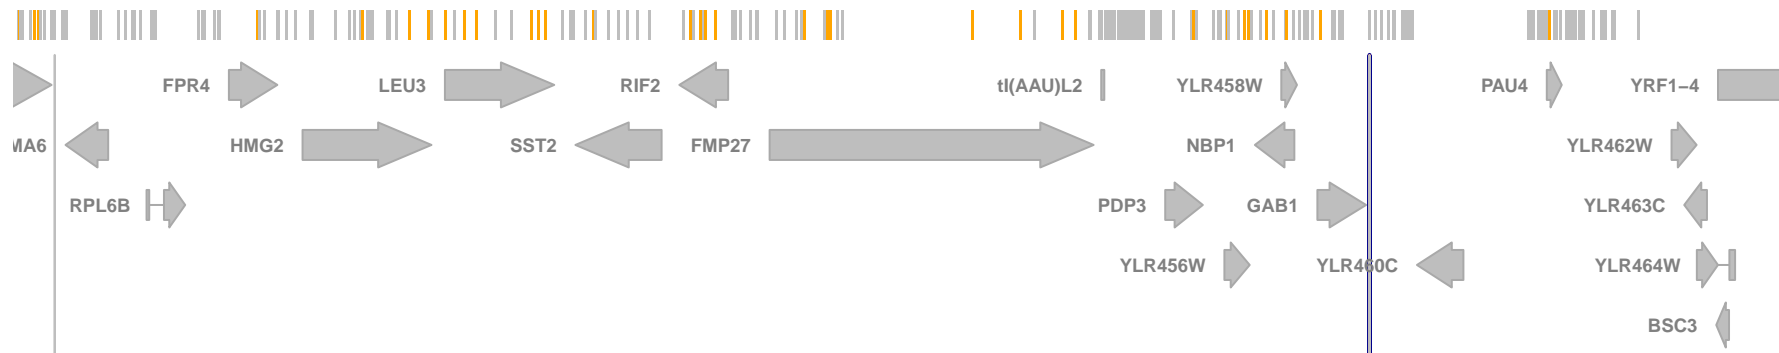 FPR4 LEU3 RIF2 tI(AAU)L2 YLR458W PAU4 YRF1−4
MA6 HMG2 SST2 FMP27 NBP1 YLR462W
RPL6B PDP3 GAB1 YLR463C
YLR456W YLR460C YLR464W
BSC3